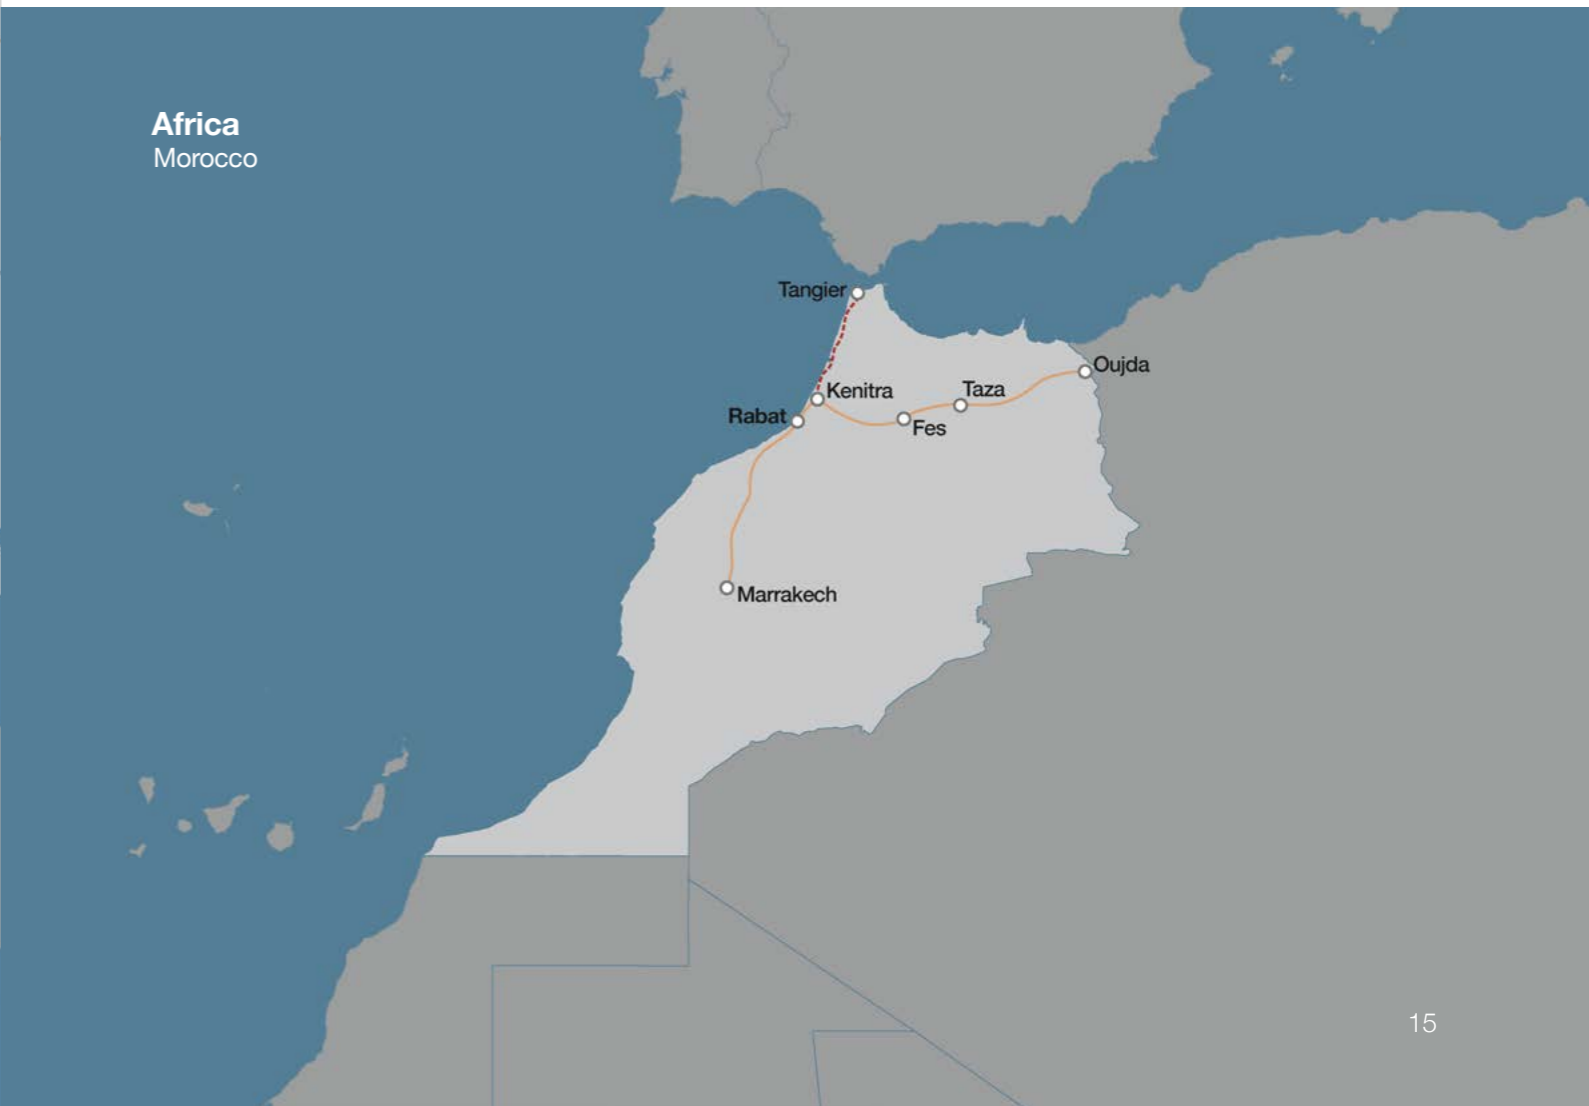 Africa
Morocco
Tangier
Oujda
Kenitra
Taza
Rabat
Fes
Marrakech
15